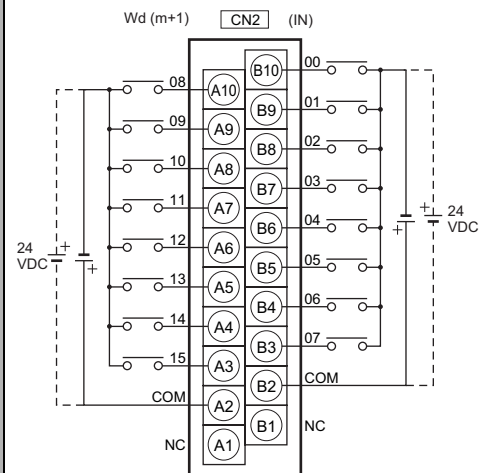 Wd (m+1) CN2 (IN)
08 A10 B10 00
09 A9 B9 01
10 A8 B8 02
11 A7 B7 03
12 A6 B6 04
24 VDC + + + + 24 VDC
13 A5 B5 05
14 A4 B4 06
15 A3 B3 07
COM A2 B2 COM
NC A1 B1 NC